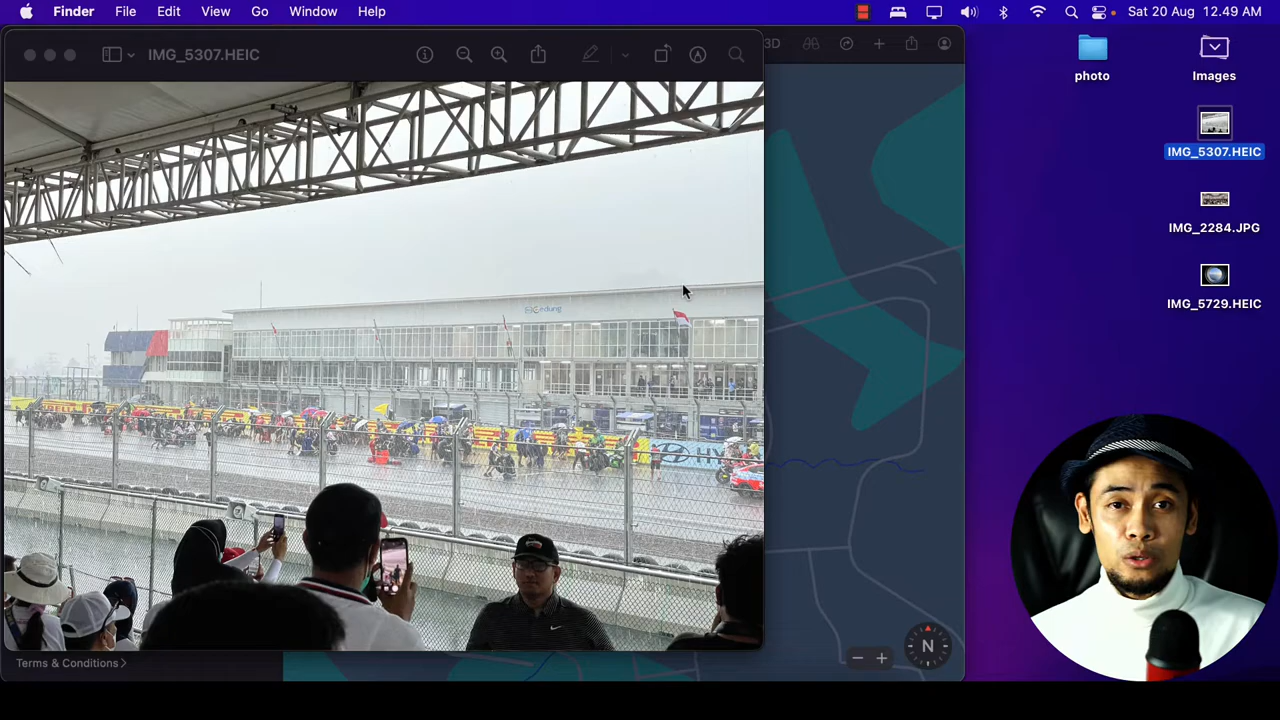 Finder File Edit View Go Window Help
Sat 20 Aug 12.49 AM
IMG_5307.HEIC
3D
photo
Images
IMG_5307.HEIC
IMG_2284.JPG
IMG_5729.HEIC
Gedung
N
Terms & Conditions